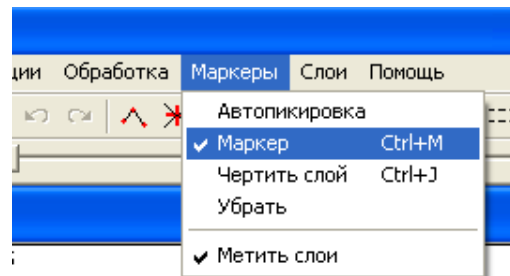 ции Обработка Маркеры Слои Помощь
Автопикировка
Маркер Ctrl+M
Чертить слой Ctrl+J
Убрать
Метить слои